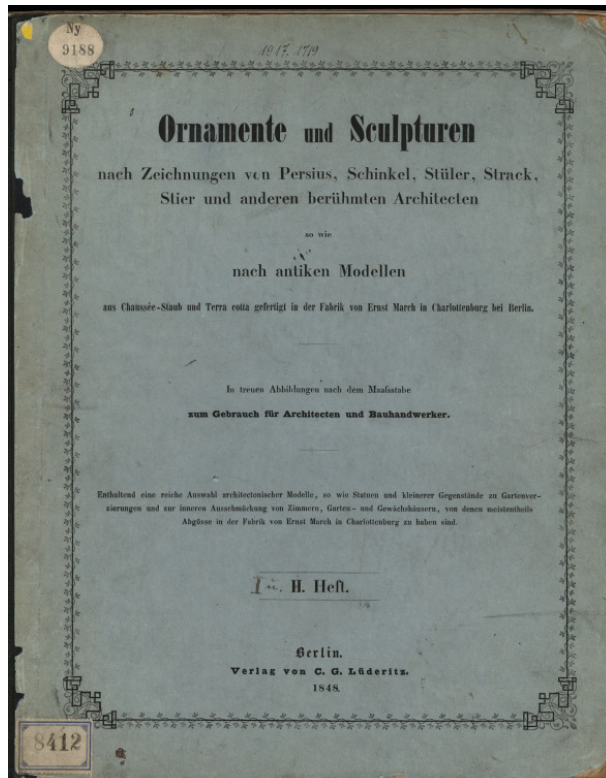 Ny
9188
1917.1719
Ornamente und Sculpturen
nach Zeichnungen von Persius, Schinkel, Stüler, Strack,
Stier und anderen berühmten Architecten
so wie
nach antiken Modellen
aus Chaussée-Staub und Terra cotta gefertigt in der Fabrik von Ernst March in Charlottenburg bei Berlin.
In treuen Abbildungen nach dem Maafsstabe
zum Gebrauch für Architecten und Bauhandwerker.
Enthaltend eine reiche Auswahl architectonischer Modelle, so wie Statuen und kleinerer Gegenstände zu Gartenver-
zierungen und zur inneren Ausschmückung von Zimmern, Garten- und Gewächshäusern, von denen meistentheils
Abgüsse in der Fabrik von Ernst March in Charlottenburg zu haben sind.
I u. II. Heft.
Berlin.
Verlag von C. G. Lüderitz.
1848.
8412